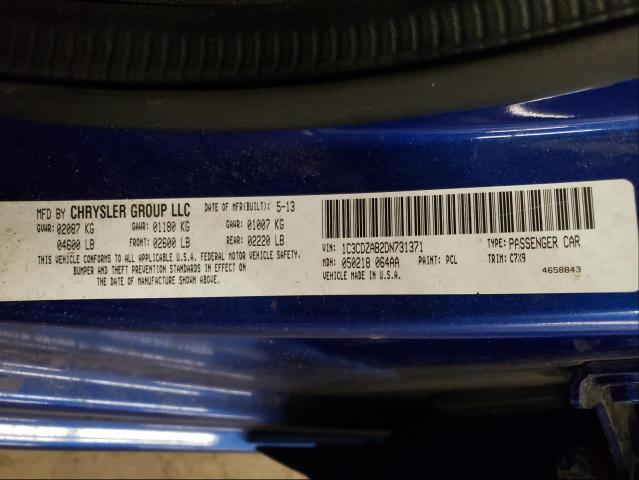 MFD BY CHRYSLER GROUP LLC DATE OF MFR(BUILT): 5-13
GVWR: 02087 KG GAWR: 01180 KG GAWR: 01007 KG
04600 LB FRONT: 02600 LB REAR: 02220 LB
THIS VEHICLE CONFORMS TO ALL APPLICABLE U.S.A. FEDERAL MOTOR VEHICLE SAFETY,
BUMPER AND THEFT PREVENTION STANDARDS IN EFFECT ON
THE DATE OF MANUFACTURE SHOWN ABOVE.
VIN: 1C3CDZAB2DN731371 TYPE: PASSENGER CAR
MDH: 050218 064AA PAINT: PCL TRIM: C7X9
VEHICLE MADE IN U.S.A. 4658843